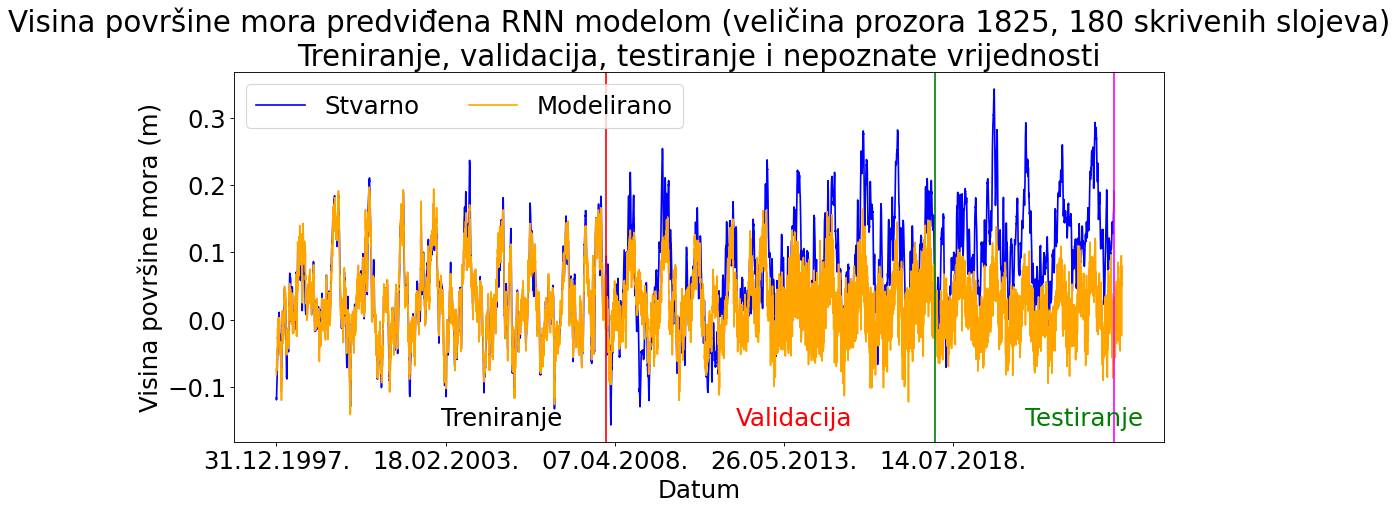 Visina površine mora predviđena RNN modelom (veličina prozora 1825, 180 skrivenih slojeva)
Treniranje, validacija, testiranje i nepoznate vrijednosti
Stvarno Modelirano
Visina površine mora (m)
0.3
0.2
0.1
0.0
−0.1
Treniranje Validacija Testiranje
31.12.1997. 18.02.2003. 07.04.2008. 26.05.2013. 14.07.2018.
Datum